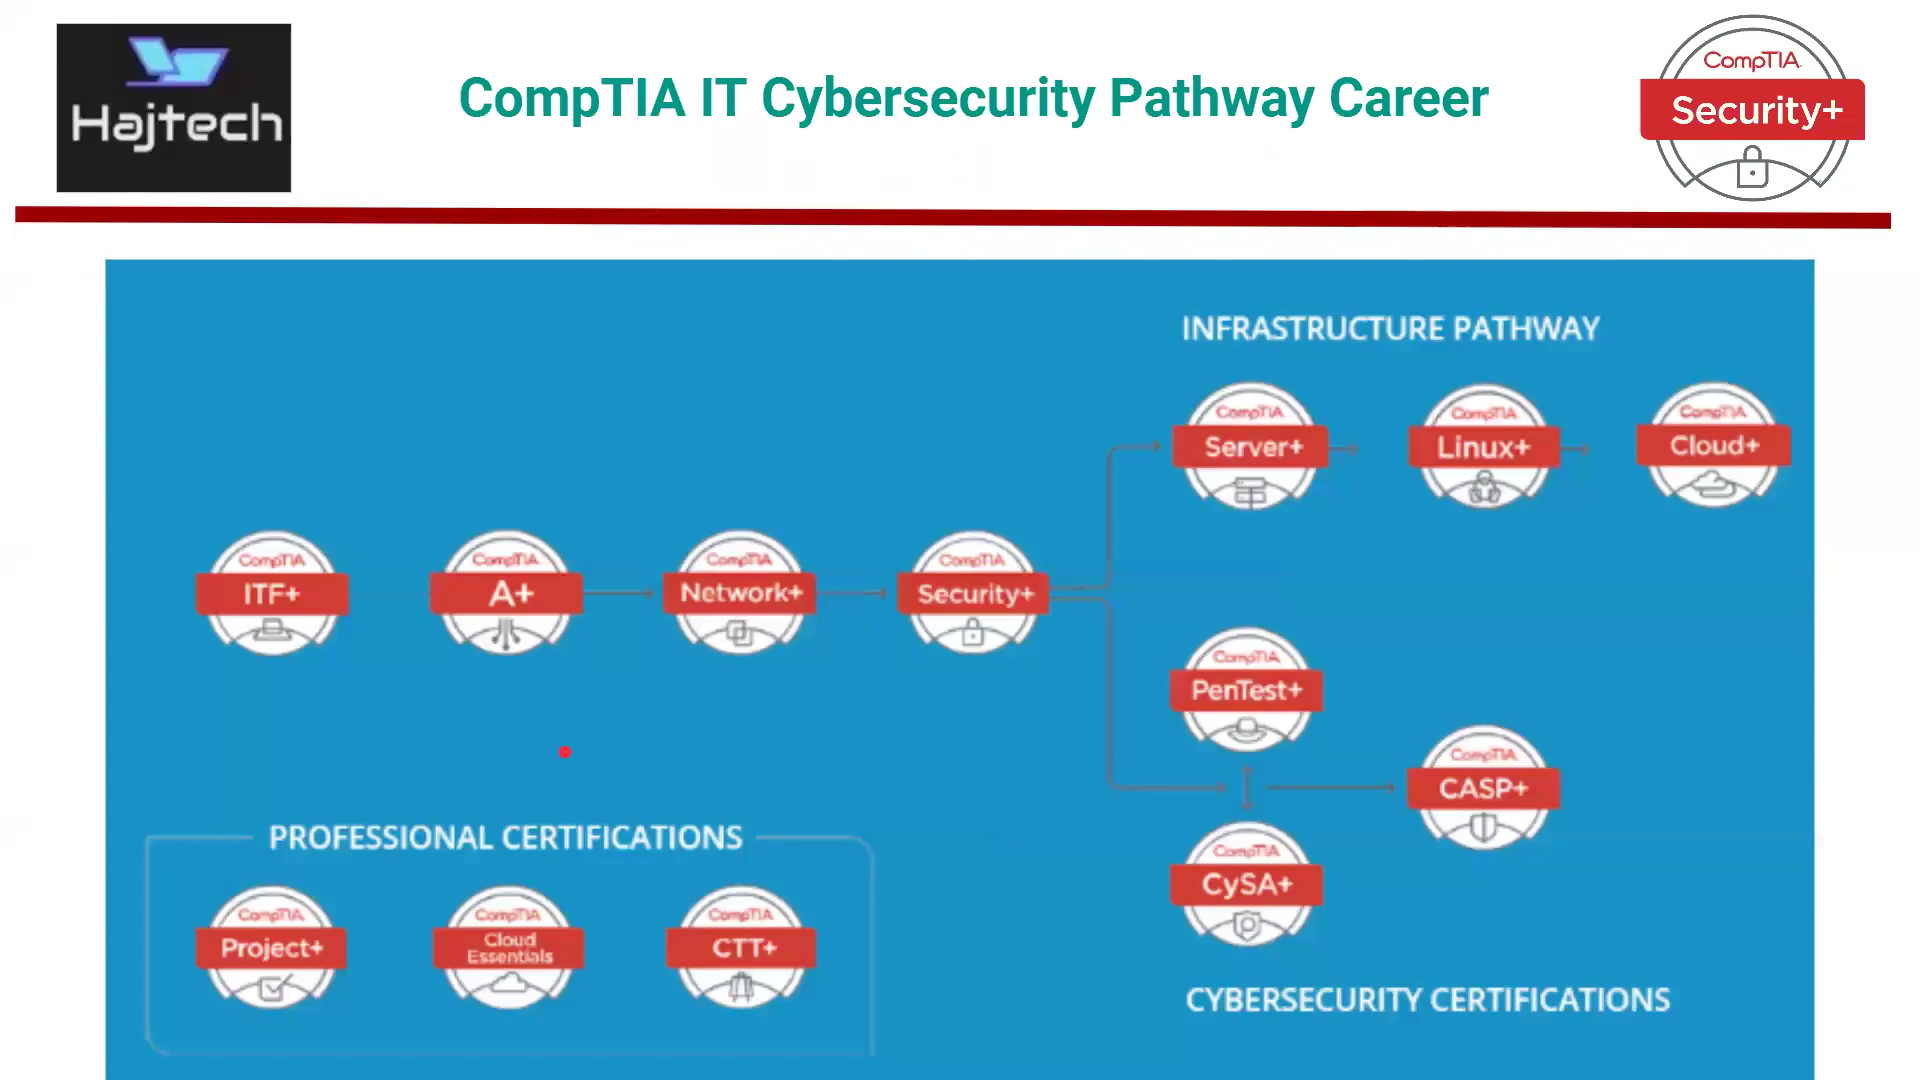 Hajtech
CompTIA IT Cybersecurity Pathway Career
CompTIA
Security+
INFRASTRUCTURE PATHWAY
CompTIA
Server+
CompTIA
Linux+
CompTIA
Cloud+
CompTIA
ITF+
CompTIA
A+
CompTIA
Network+
CompTIA
Security+
CompTIA
PenTest+
CompTIA
CASP+
CompTIA
CySA+
PROFESSIONAL CERTIFICATIONS
CompTIA
Project+
CompTIA
Cloud
Essentials
CompTIA
CTT+
CYBERSECURITY CERTIFICATIONS